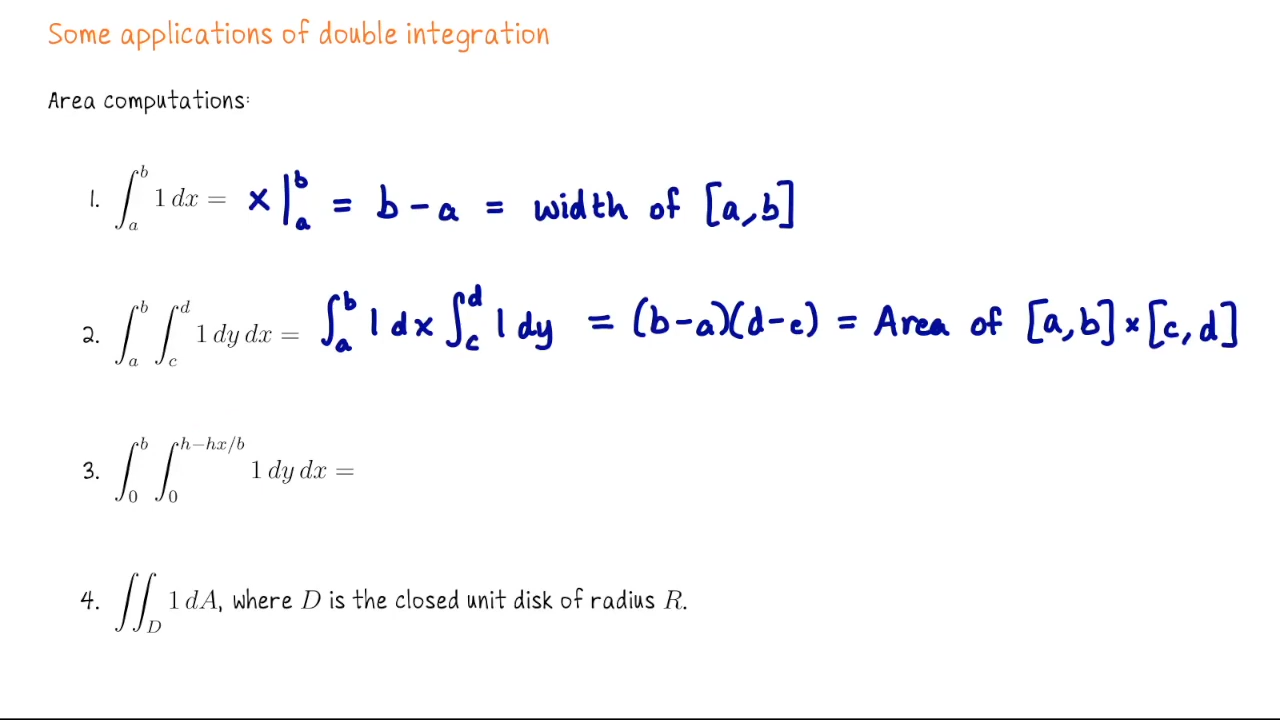 Some applications of double integration
Area computations:
1. ∫_a^b 1 dx = x|_a^b = b - a = width of [a,b]
2. ∫_a^b ∫_c^d 1 dy dx = ∫_a^b 1 dx ∫_c^d 1 dy = (b-a)(d-c) = Area of [a,b]×[c,d]
3. ∫_0^b ∫_0^{h-hx/b} 1 dy dx =
4. ∬_D 1 dA, where D is the closed unit disk of radius R.